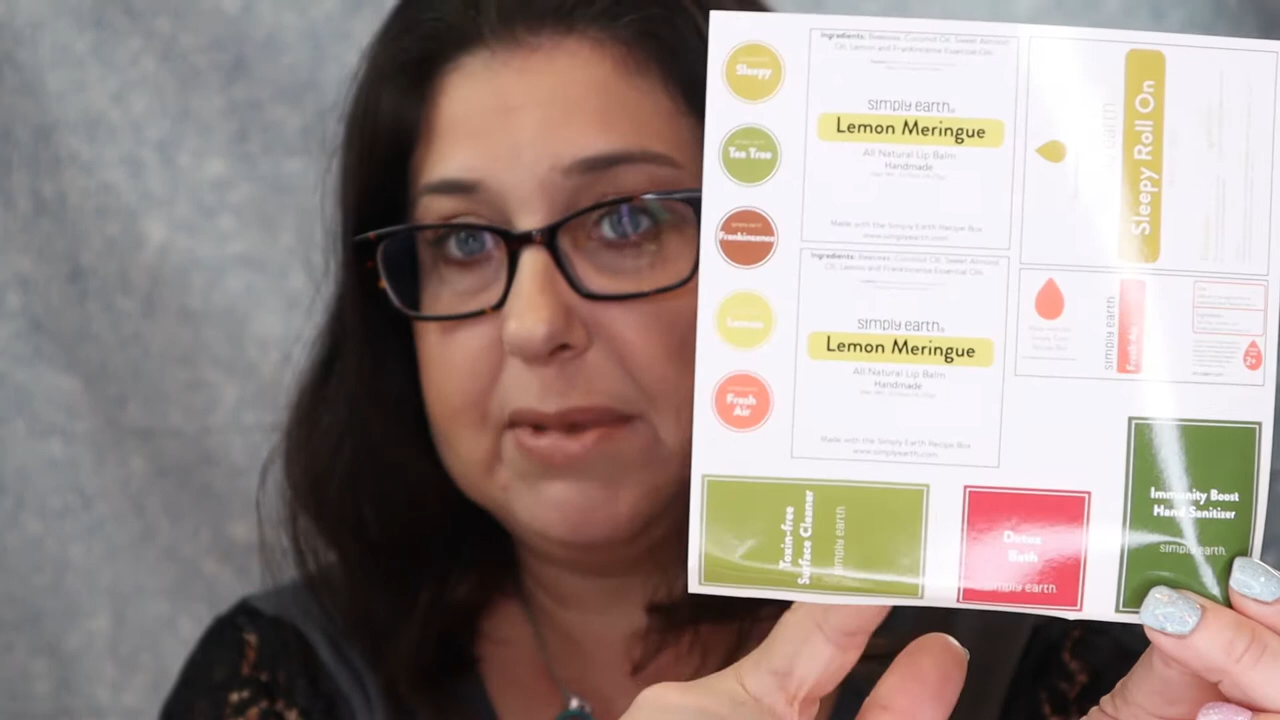 Sleepy
Tea Tree
Frankincense
Lemon
Fresh
Air
Ingredients: Beeswax, Coconut Oil, Sweet Almond
Oil, Lemon and Frankincense Essential Oils
simply earth
Lemon Meringue
All Natural Lip Balm
Handmade
Made with the Simply Earth Recipe Box
www.simplyearth.com
Ingredients: Beeswax, Coconut Oil, Sweet Almond
Oil, Lemon and Frankincense Essential Oils
simply earth
Lemon Meringue
All Natural Lip Balm
Handmade
Made with the Simply Earth Recipe Box
www.simplyearth.com
Sleepy Roll On
simply earth
Fresh Air
2+
Toxin-free
Surface Cleaner
simply earth
Detox
Bath
simply earth
Immunity Boost
Hand Sanitizer
simply earth